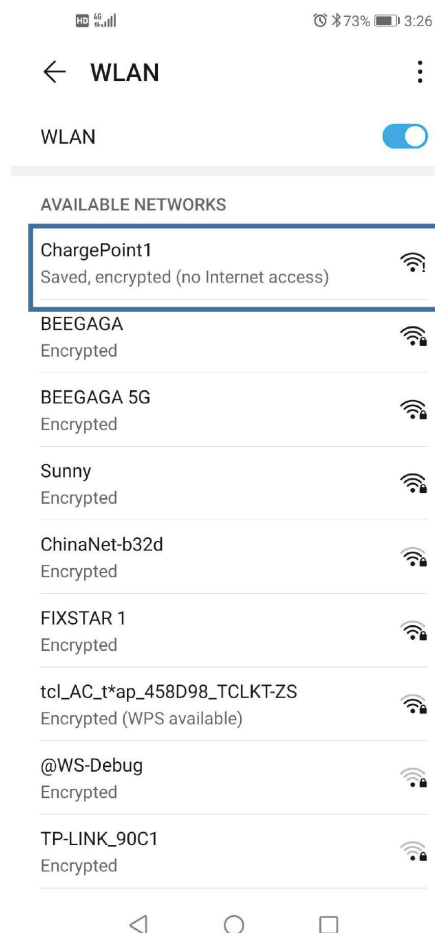 HD 4G 73% 3:26
WLAN
WLAN
AVAILABLE NETWORKS
ChargePoint1
Saved, encrypted (no Internet access)
BEEGAGA
Encrypted
BEEGAGA 5G
Encrypted
Sunny
Encrypted
ChinaNet-b32d
Encrypted
FIXSTAR 1
Encrypted
tcl_AC_t*ap_458D98_TCLKT-ZS
Encrypted (WPS available)
@WS-Debug
Encrypted
TP-LINK_90C1
Encrypted